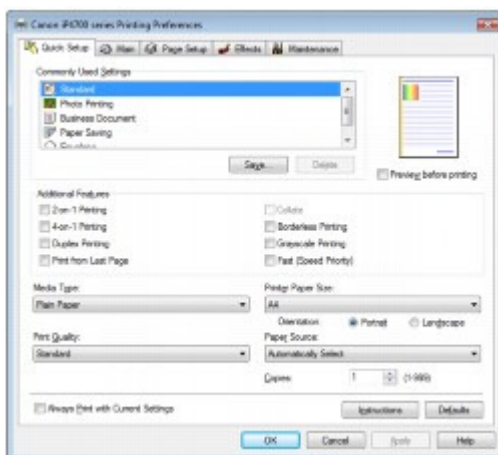 Canon iP4700 series Printing Preferences
Quick Setup Main Page Setup Effects Maintenance
Commonly Used Settings
Standard
Photo Printing
Business Document
Paper Saving
Save... Delete
Preview before printing
Additional Features
2-on-1 Printing Collate
4-on-1 Printing Borderless Printing
Duplex Printing Grayscale Printing
Print from Last Page Fast (Speed Priority)
Media Type: Printer Paper Size:
Plain Paper A4
Orientation: Portrait Landscape
Print Quality: Paper Source:
Standard Automatically Select
Copies: 1 (1-999)
Always Print with Current Settings
Instructions Defaults
OK Cancel Apply Help